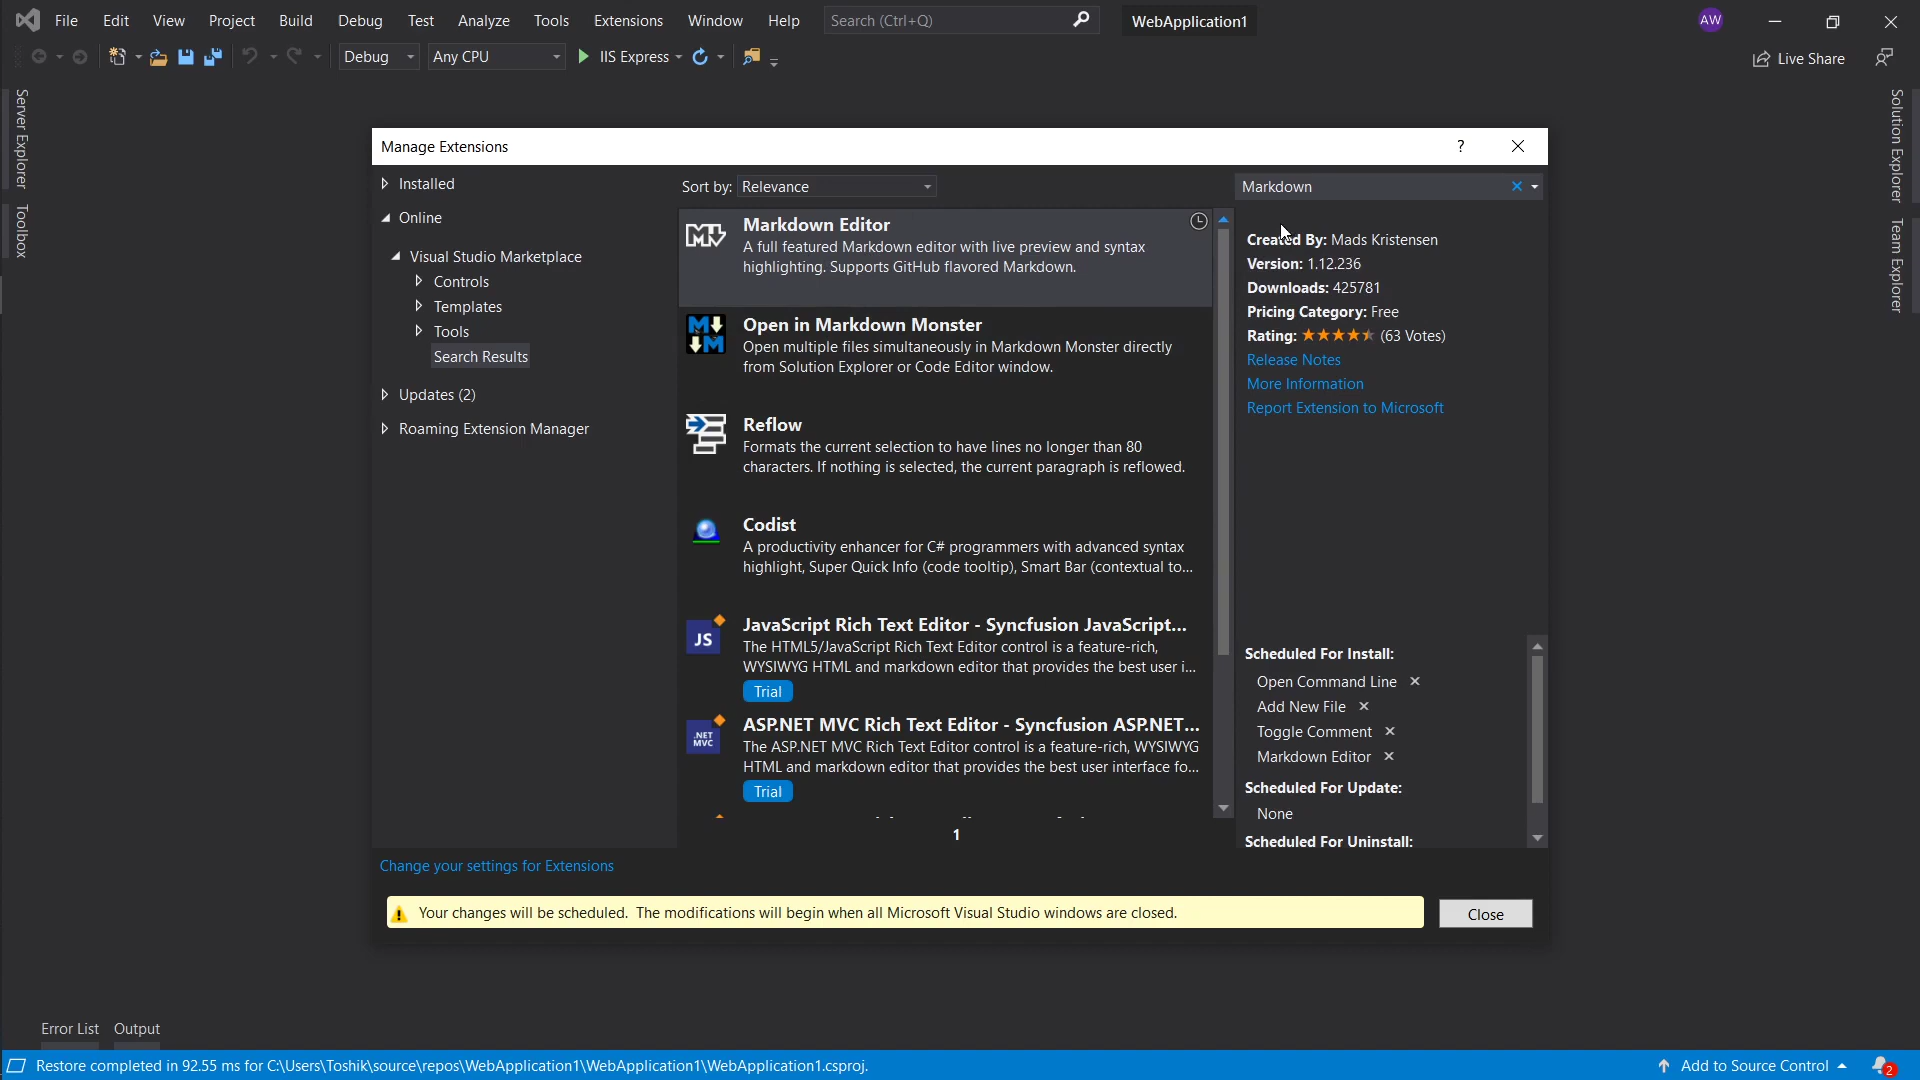 File Edit View Project Build Debug Test Analyze Tools Extensions Window Help Search (Ctrl+Q) WebApplication1 AW
Debug Any CPU IIS Express Live Share
Server Explorer
Toolbox
Solution Explorer
Team Explorer
Manage Extensions ?
Installed
Online
Visual Studio Marketplace
Controls
Templates
Tools
Search Results
Updates (2)
Roaming Extension Manager
Sort by: Relevance
Markdown Editor
A full featured Markdown editor with live preview and syntax
highlighting. Supports GitHub flavored Markdown.
Open in Markdown Monster
Open multiple files simultaneously in Markdown Monster directly
from Solution Explorer or Code Editor window.
Reflow
Formats the current selection to have lines no longer than 80
characters. If nothing is selected, the current paragraph is reflowed.
Codist
A productivity enhancer for C# programmers with advanced syntax
highlight, Super Quick Info (code tooltip), Smart Bar (contextual to...
JS
JavaScript Rich Text Editor - Syncfusion JavaScript...
The HTML5/JavaScript Rich Text Editor control is a feature-rich,
WYSIWYG HTML and markdown editor that provides the best user i...
Trial
.NET
MVC
ASP.NET MVC Rich Text Editor - Syncfusion ASP.NET...
The ASP.NET MVC Rich Text Editor control is a feature-rich, WYSIWYG
HTML and markdown editor that provides the best user interface fo...
Trial
1
Markdown
Created By: Mads Kristensen
Version: 1.12.236
Downloads: 425781
Pricing Category: Free
Rating: (63 Votes)
Release Notes
More Information
Report Extension to Microsoft
Scheduled For Install:
Open Command Line
Add New File
Toggle Comment
Markdown Editor
Scheduled For Update:
None
Scheduled For Uninstall:
Change your settings for Extensions
Your changes will be scheduled. The modifications will begin when all Microsoft Visual Studio windows are closed.
Close
Error List Output
Restore completed in 92.55 ms for C:\Users\Toshik\source\repos\WebApplication1\WebApplication1\WebApplication1.csproj. Add to Source Control 2